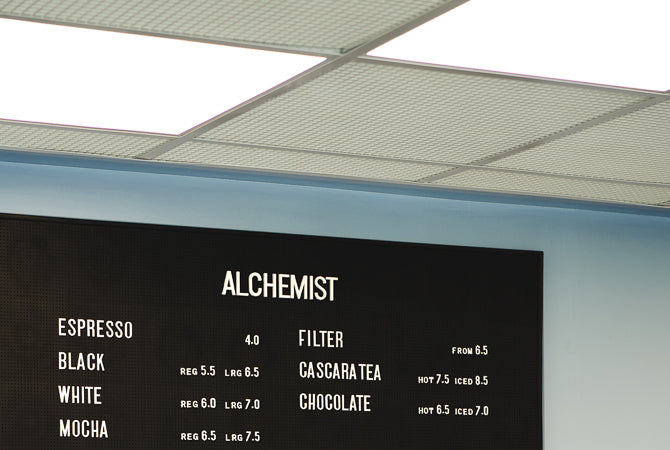 ALCHEMIST
ESPRESSO 4.0
BLACK REG 5.5 LRG 6.5
WHITE REG 6.0 LRG 7.0
MOCHA REG 6.5 LRG 7.5
FILTER FROM 6.5
CASCARA TEA HOT 7.5 ICED 8.5
CHOCOLATE HOT 6.5 ICED 7.0